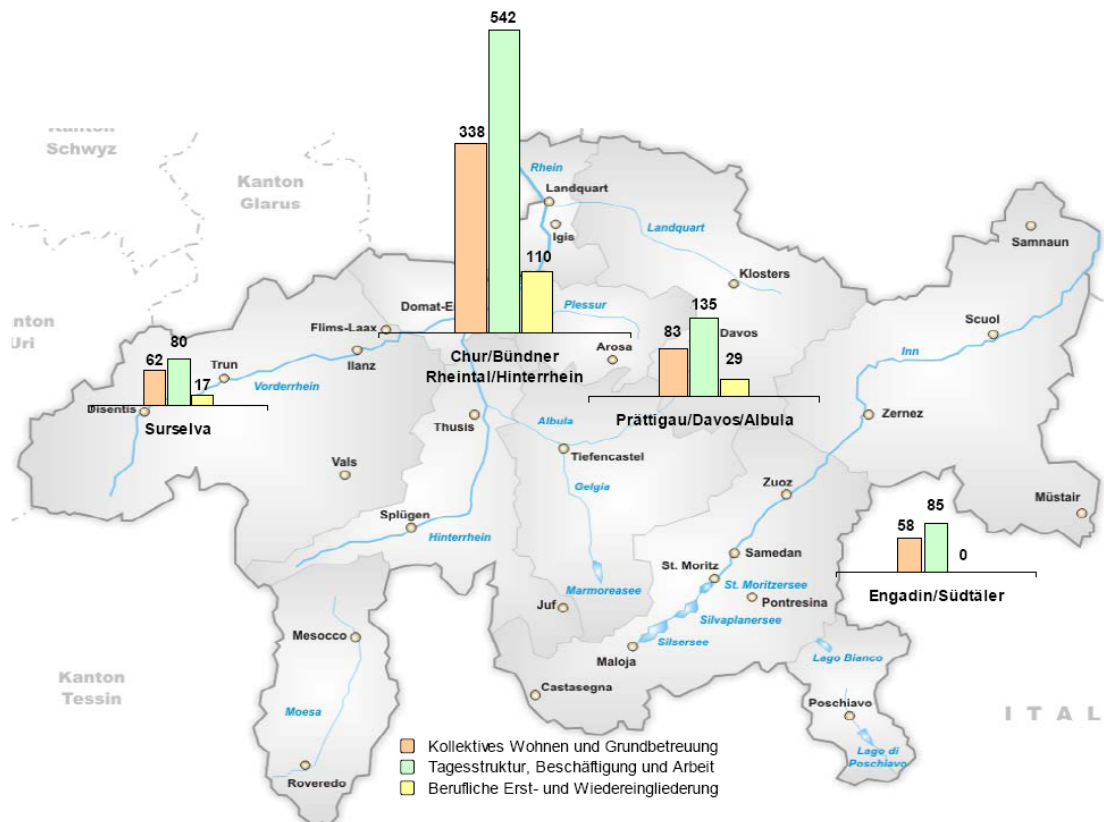 542
Kanton
Schwyz
338
Rhein
Kanton
Glarus
Landquart
Igis
Landquart
Samnaun
110
Klosters
Domat-E
Plessur
135
Uri
Flims-Laax
80
83
Davos
Scuol
Ilanz
Chur/Bündner
Rheintal/Hinterrhein
Arosa
Inn
62
Trun
29
17
Vorderrhein
Disentis
Surselva
Thusis
Albula
Prättigau/Davos/Albula
Zernez
Tiefencastel
Vals
Gelgia
Zuoz
Müstair
Splügen
85
Hinterrhein
58
0
Samedan
St. Moritz
Marmoreasee
St. Moritzersee
Engadin/Südtäler
Juf
Pontresina
Silvaplanersee
Mesocco
Silsersee
Maloja
Lago Bianco
Kanton
Tessin
Castasegna
Poschiavo
Moesa
ITAL
Lago di
Poschiavo
Roveredo
Kollektives Wohnen und Grundbetreuung
Tagesstruktur, Beschäftigung und Arbeit
Berufliche Erst- und Wiedereingliederung